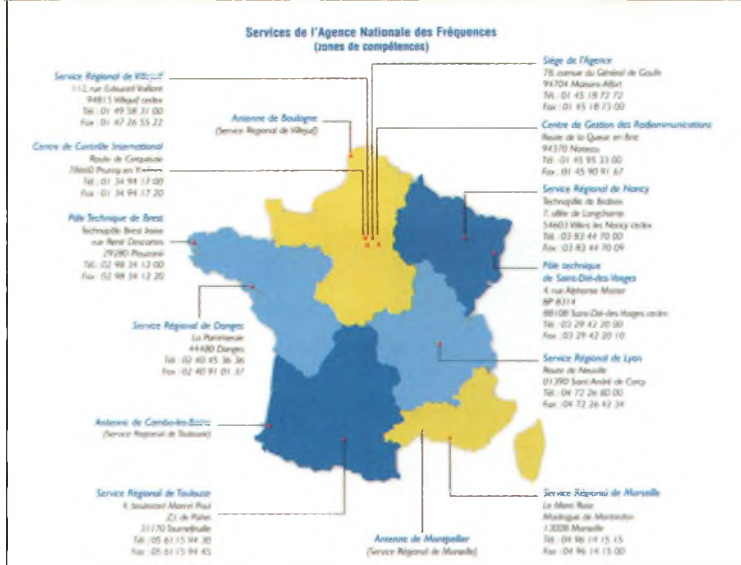 Services de l'Agence Nationale des Fréquences
(zones de compétences)
Service Régional de Villejuif
112, rue Edouard Vaillant
94815 Villejuif cedex
Tél : 01 49 58 31 00
Fax : 01 47 26 55 22
Antenne de Boulogne
(Service Régional de Villejuif)
Centre de Contrôle International
Route de
78660 Prunay en
Tél : 01 34 94 17 00
Fax : 01 34 94 17 20
Pôle Technique de Brest
Technopôle Brest Iroise
rue René Descartes
29280 Plouzané
Tél. : 02 98 34 12 00
Fax : 02 98 34 12 20
Service Régional de Donges
La
44480 Donges
Tél : 02 40 45 36 36
Fax : 02 40 91 01 37
Antenne de Cambo-les-Bains
(Service Régional de Toulouse)
Service Régional de Toulouse
4, boulevard Marcel Paul
Z.I. de Pahin
31170 Tournefeuille
Tél : 05 61 15 94 30
Fax : 05 61 15 94 45
Siège de l'Agence
78, avenue du Général de Gaulle
94704 Maisons-Alfort
Tél. : 01 45 18 72 72
Fax : 01 45 18 73 00
Centre de Gestion des Radiocommunications
Route de la Queue en Brie
94370 Noiseau
Tél : 01 45 95 33 00
Fax : 01 45 90 91 67
Service Régional de Nancy
Technopôle de Brabois
7, allée de Longchamp
54603 Villers les Nancy cedex
Tél : 03 83 44 70 00
Fax : 03 83 44 70 09
Pôle technique
de Saint-Dié-des-Vosges
4, rue Alphonse
BP 8314
88108 Saint-Dié-des-Vosges cedex
Tél : 03 29 42 20 00
Fax : 03 29 42 20 10
Service Régional de Lyon
Route de Neuville
01390 Saint André de Corcy
Tél : 04 72 26 80 00
Fax : 04 72 26 42 34
Service Régional de Marseille
Le Mont Rose
Madrague de Montredon
13008 Marseille
Tél : 04 96 14 15 15
Fax : 04 96 14 15 00
Antenne de Montpellier
(Service Régional de Marseille)